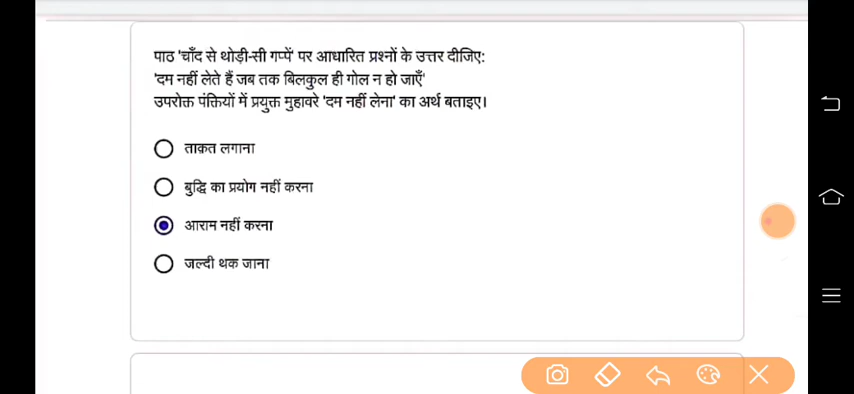 पाठ 'चाँद से थोड़ी-सी गप्पें' पर आधारित प्रश्नों के उत्तर दीजिए:
'दम नहीं लेते हैं जब तक बिलकुल ही गोल न हो जाएँ'
उपरोक्त पंक्तियों में प्रयुक्त मुहावरे 'दम नहीं लेना' का अर्थ बताइए।
ताक़त लगाना
बुद्धि का प्रयोग नहीं करना
आराम नहीं करना
जल्दी थक जाना